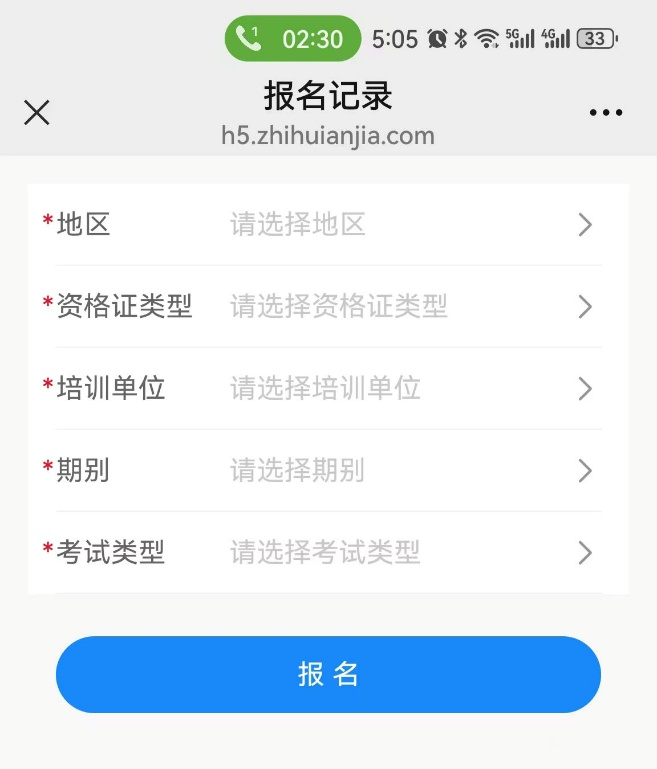 1 02:30 5:05 5G 4G 33
报名记录
h5.zhihuianjia.com
*地区 请选择地区
*资格证类型 请选择资格证类型
*培训单位 请选择培训单位
*期别 请选择期别
*考试类型 请选择考试类型
报名